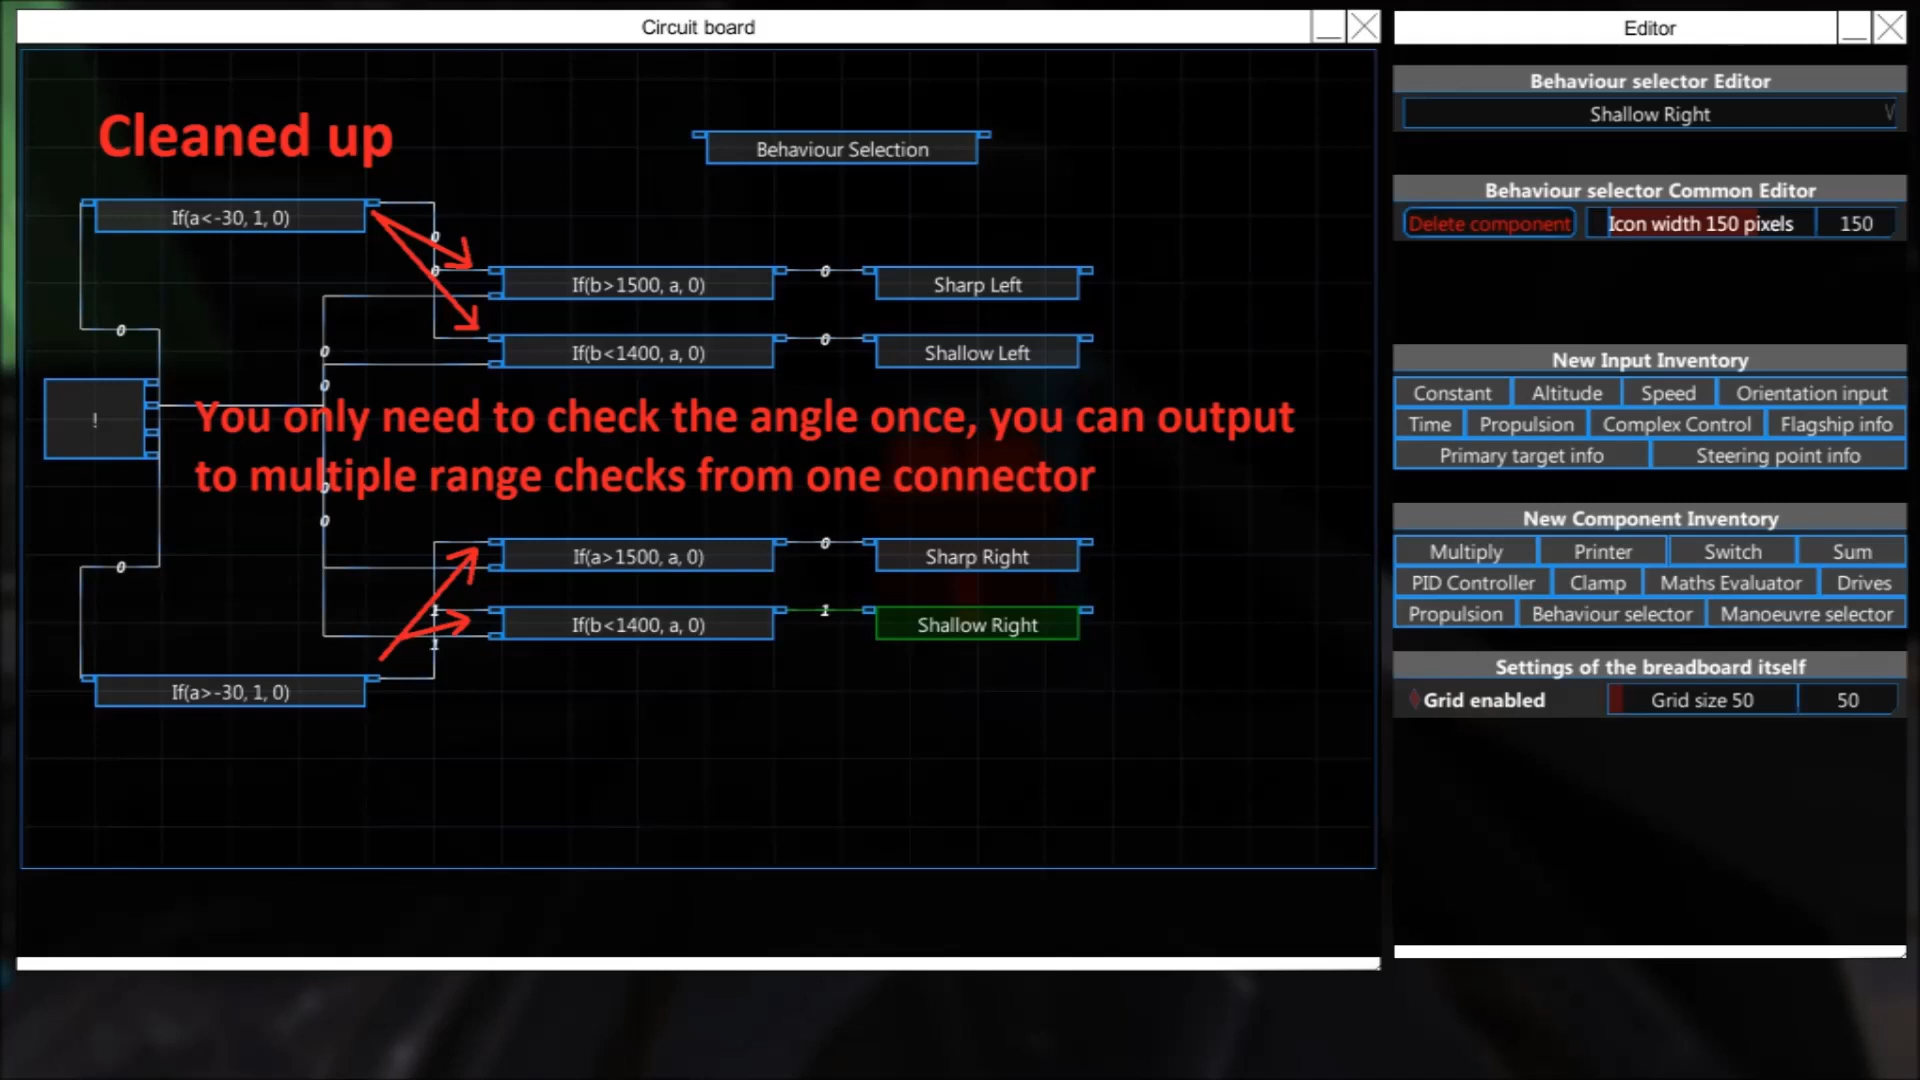 Circuit board
Cleaned up
Behaviour Selection
If(a<-30, 1, 0)
0
0
If(b>1500, a, 0)
0
Sharp Left
0
0
If(b<1400, a, 0)
0
Shallow Left
0
0
!
You only need to check the angle once, you can output
to multiple range checks from one connector
0
0
0
If(a>1500, a, 0)
0
Sharp Right
1
If(b<1400, a, 0)
1
Shallow Right
1
If(a>-30, 1, 0)
Editor
Behaviour selector Editor
Shallow Right V
Behaviour selector Common Editor
Delete component Icon width 150 pixels 150
New Input Inventory
Constant Altitude Speed Orientation input
Time Propulsion Complex Control Flagship info
Primary target info Steering point info
New Component Inventory
Multiply Printer Switch Sum
PID Controller Clamp Maths Evaluator Drives
Propulsion Behaviour selector Manoeuvre selector
Settings of the breadboard itself
Grid enabled Grid size 50 50